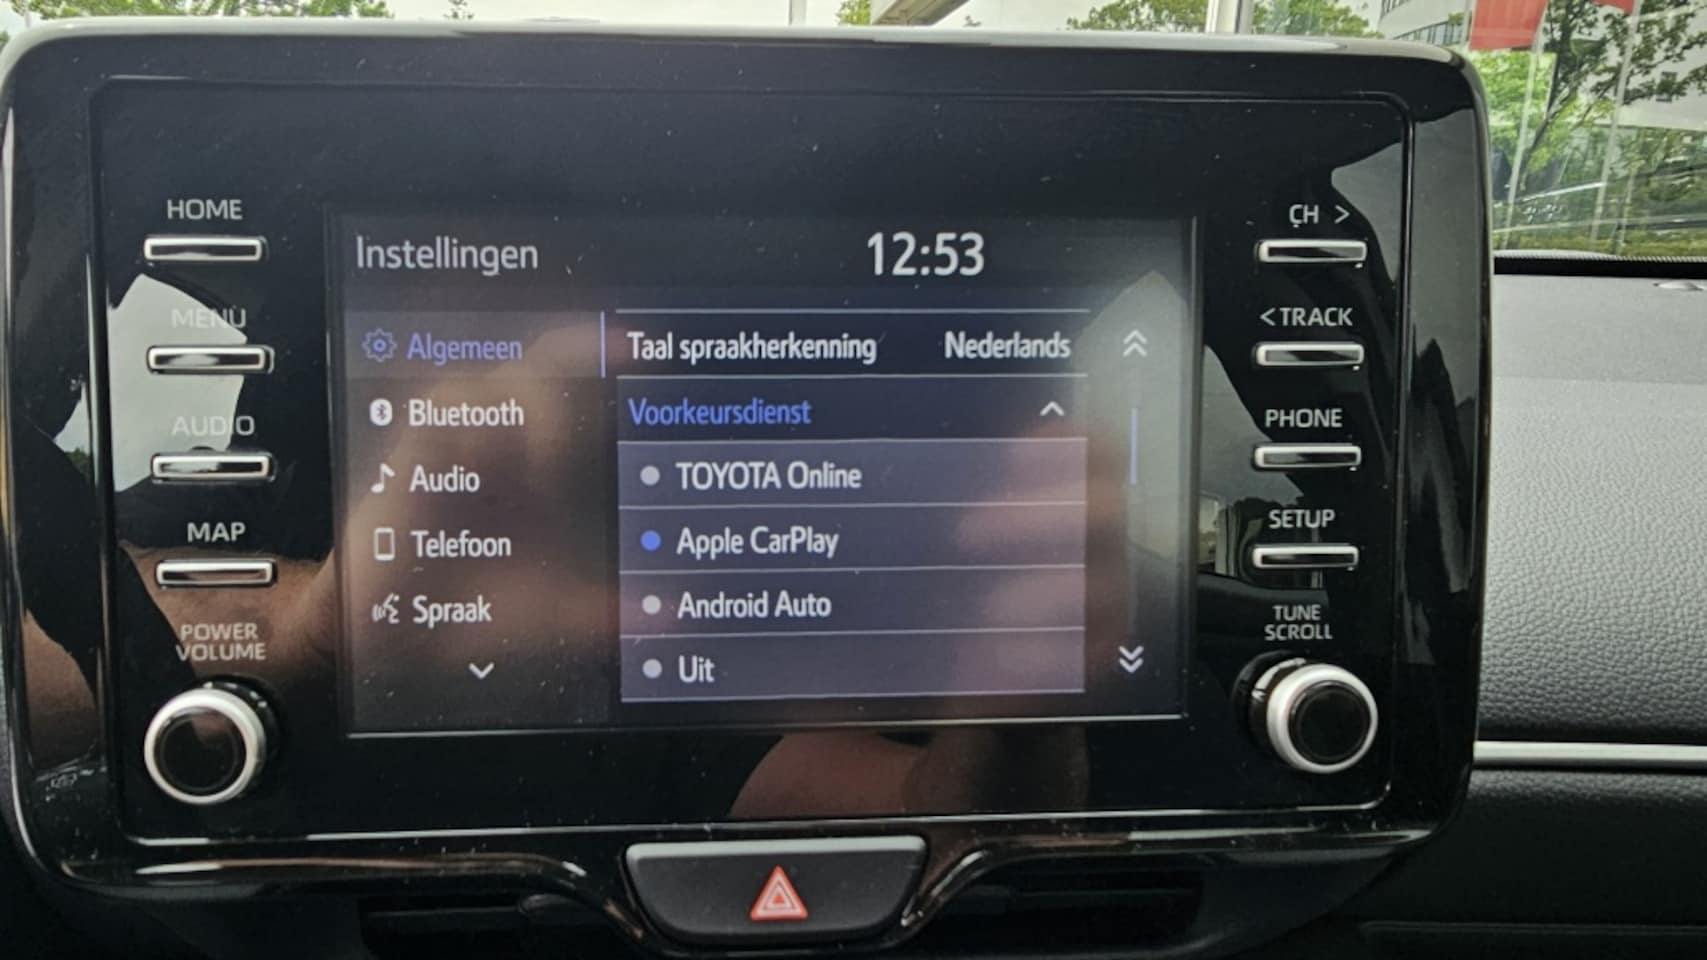 HOME
MENU
AUDIO
MAP
POWER
VOLUME
Instellingen
12:53
Algemeen
Bluetooth
Audio
Telefoon
Spraak
Taal spraakherkenning Nederlands
Voorkeursdienst
TOYOTA Online
Apple CarPlay
Android Auto
Uit
CH >
< TRACK
PHONE
SETUP
TUNE
SCROLL